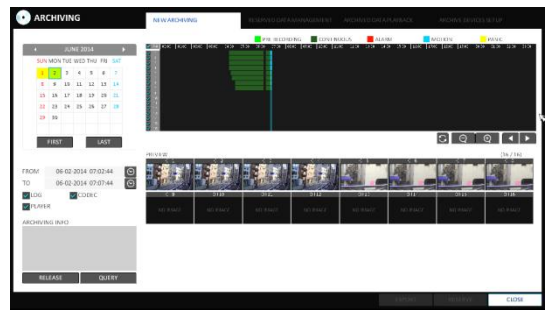 ARCHIVING
NEW ARCHIVING
RESERVED DATA MANAGEMENT
ARCHIVED DATA PLAYBACK
ARCHIVE DEVICES SETUP
PRE RECORDING
CONTINUOUS
ALARM
MOTION
PANIC
JUNE 2014
SUN MON TUE WED THU FRI SAT
1 2 3 4 5 6 7
8 9 10 11 12 13 14
15 16 17 18 19 20 21
22 23 24 25 26 27 28
29 30
FIRST LAST
PREVIEW
(16 / 16)
FROM 06-02-2014 07:02:44
TO 06-02-2014 07:07:44
LOG CODEC
PLAYER
ARCHIVING INFO
NO IMAGE NO IMAGE NO IMAGE NO IMAGE NO IMAGE NO IMAGE NO IMAGE NO IMAGE
RELEASE QUERY
EXPORT RESERVE CLOSE